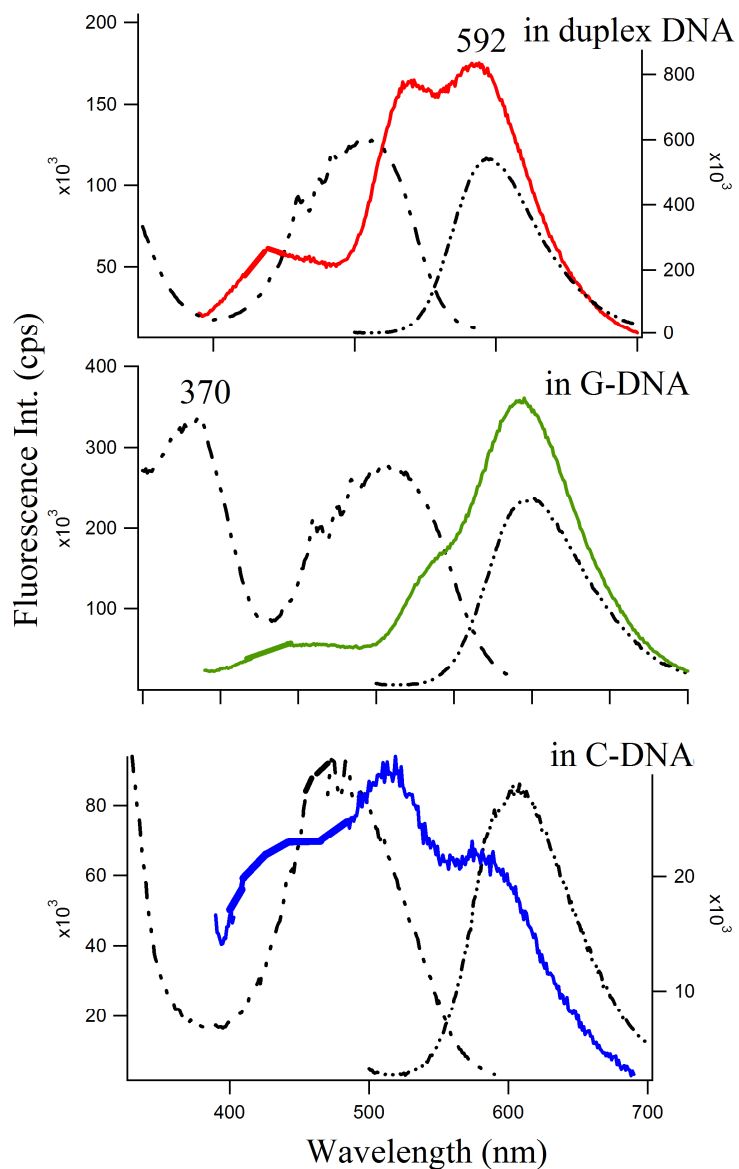 in duplex DNA
592
200
150
100
50
x10³
800
600
400
200
0
x10³
Fluorescence Int. (cps)
in G-DNA
370
400
300
200
100
x10³
in C-DNA
80
60
40
20
x10³
20
10
x10³
400 500 600 700
Wavelength (nm)